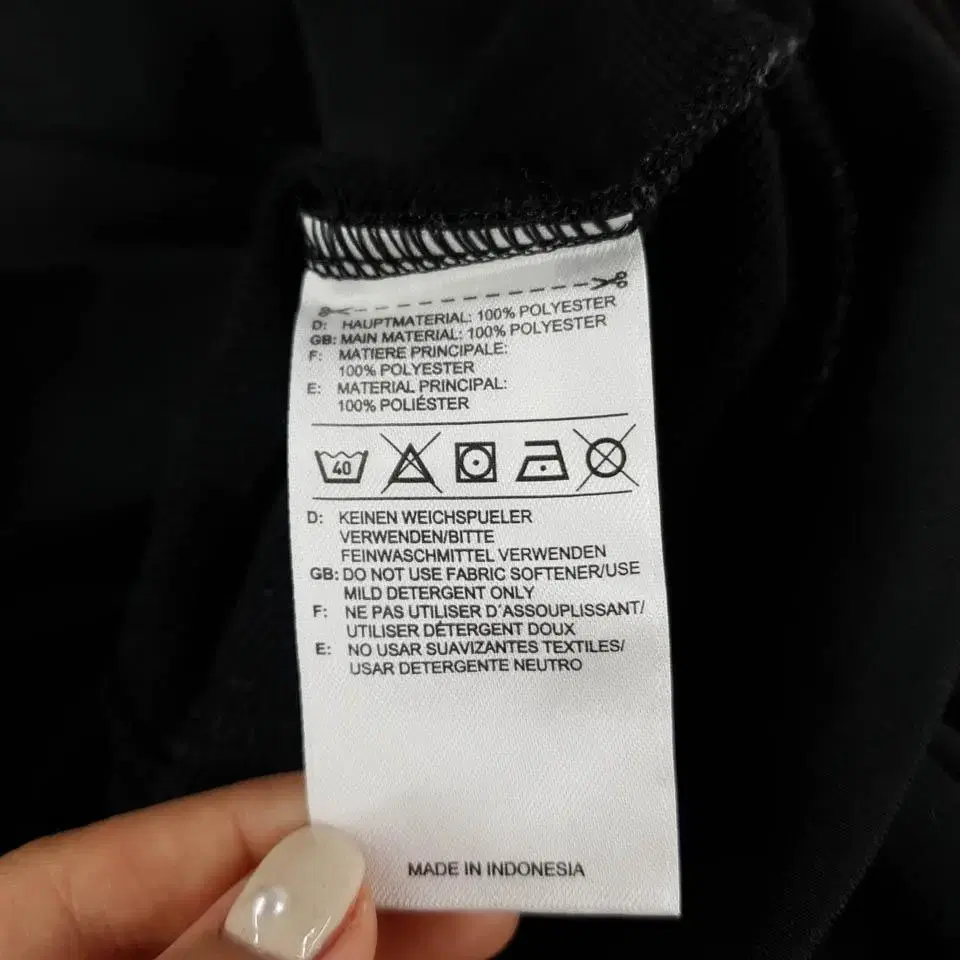 D: HAUPTMATERIAL: 100% POLYESTER
GB: MAIN MATERIAL: 100% POLYESTER
F: MATIERE PRINCIPALE:
100% POLYESTER
E: MATERIAL PRINCIPAL:
100% POLIÉSTER
40
D: KEINEN WEICHSPUELER
VERWENDEN/BITTE
FEINWASCHMITTEL VERWENDEN
GB: DO NOT USE FABRIC SOFTENER/USE
MILD DETERGENT ONLY
F: NE PAS UTILISER D´ASSOUPLISSANT/
UTILISER DÉTERGENT DOUX
E: NO USAR SUAVIZANTES TEXTILES/
USAR DETERGENTE NEUTRO
MADE IN INDONESIA